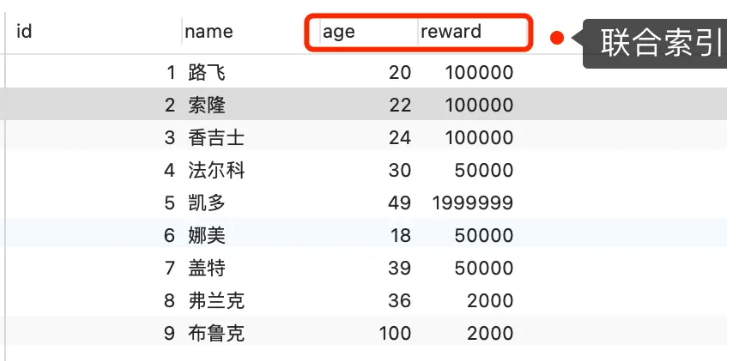 id name age reward 联合索引
1 路飞 20 100000
2 索隆 22 100000
3 香吉士 24 100000
4 法尔科 30 50000
5 凯多 49 1999999
6 娜美 18 50000
7 盖特 39 50000
8 弗兰克 36 2000
9 布鲁克 100 2000